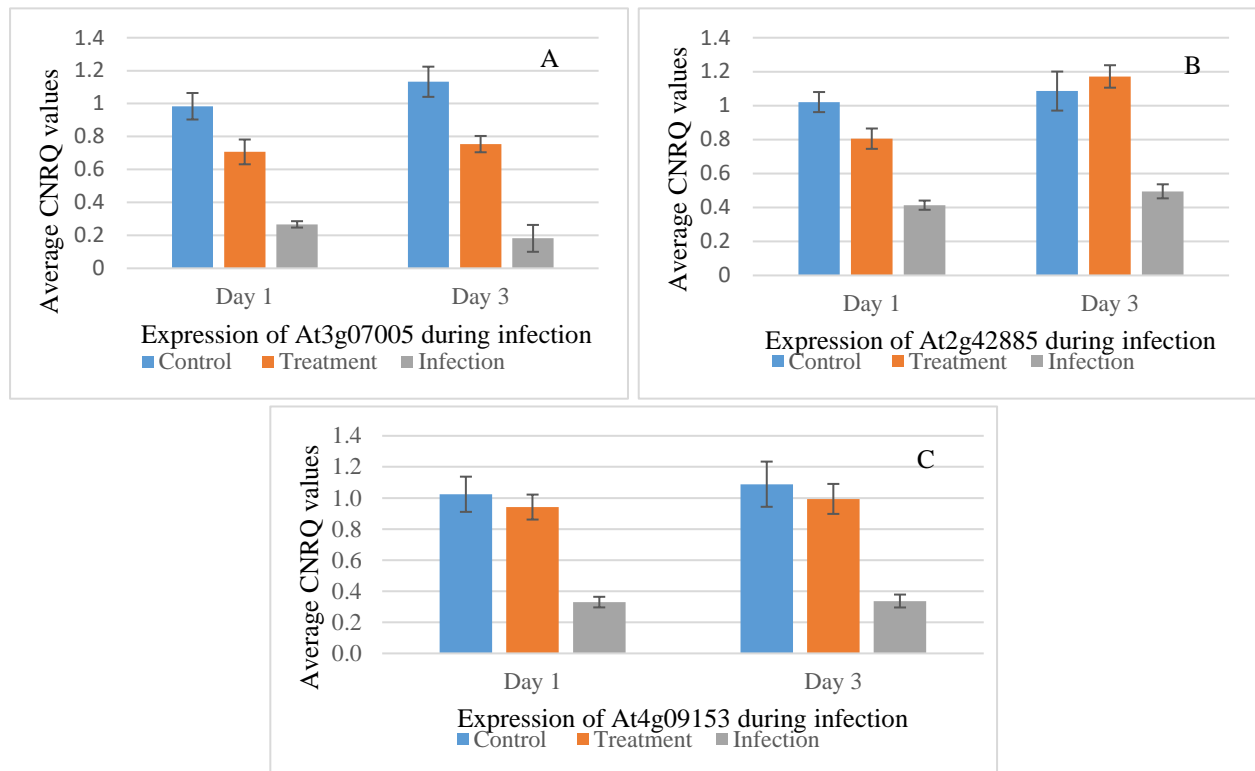 A
Average CNRQ values
1.4
1.2
1
0.8
0.6
0.4
0.2
0
Day 1 Day 3
Expression of At3g07005 during infection
Control Treatment Infection
B
Average CNRQ values
1.4
1.2
1
0.8
0.6
0.4
0.2
0
Day 1 Day 3
Expression of At2g42885 during infection
Control Treatment Infection
C
Average CNRQ values
1.4
1.2
1.0
0.8
0.6
0.4
0.2
0.0
Day 1 Day 3
Expression of At4g09153 during infection
Control Treatment Infection